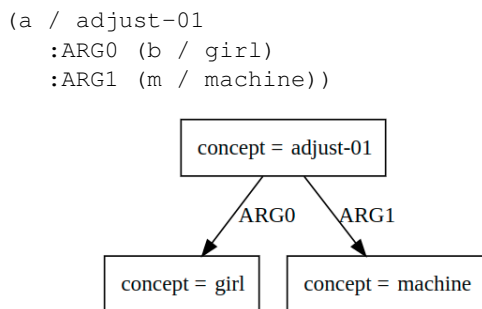 (a / adjust-01
:ARG0 (b / girl)
:ARG1 (m / machine))
concept = adjust-01
ARG0 ARG1
concept = girl concept = machine